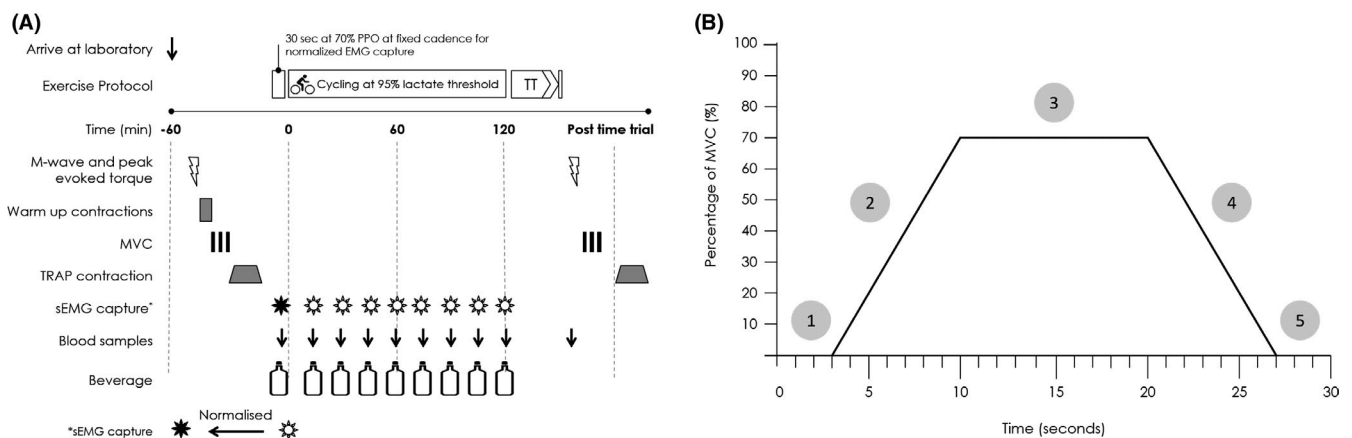 (A)
Arrive at laboratory
30 sec at 70% PPO at fixed cadence for
normalized EMG capture
Exercise Protocol
Cycling at 95% lactate threshold
TT
Time (min)
-60
0
60
120
Post time trial
M-wave and peak
evoked torque
Warm up contractions
MVC
TRAP contraction
sEMG capture*
Blood samples
Beverage
Normalised
*sEMG capture
(B)
Percentage of MVC (%)
100
90
80
70
60
50
40
30
20
10
1
2
3
4
5
0
5
10
15
20
25
30
Time (seconds)